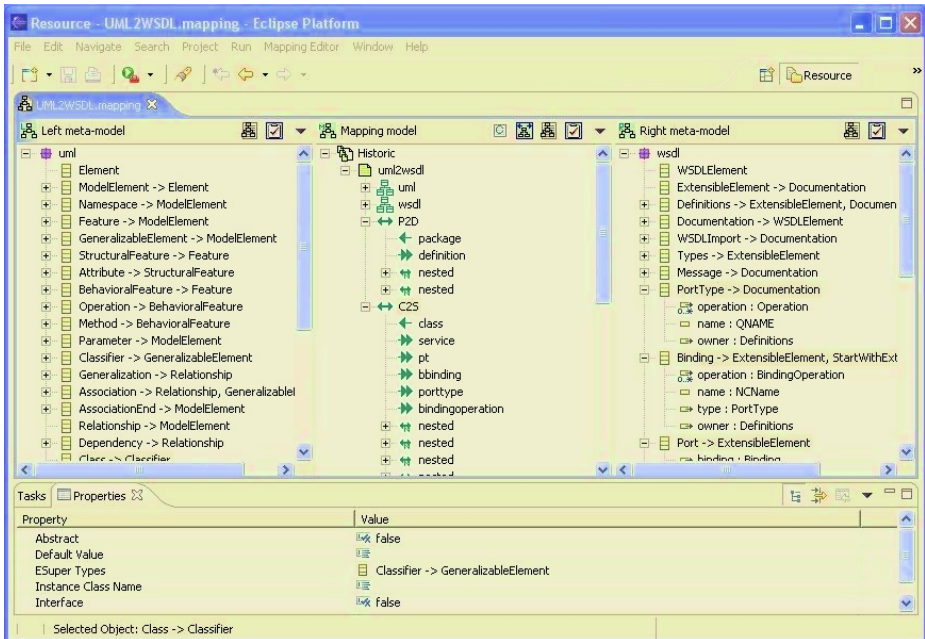 Resource - UML2WSDL.mapping - Eclipse Platform
File Edit Navigate Search Project Run Mapping Editor Window Help
Resource
UML2WSDL.mapping
Left meta-model
uml
Element
ModelElement -> Element
Namespace -> ModelElement
Feature -> ModelElement
GeneralizableElement -> ModelElement
StructuralFeature -> Feature
Attribute -> StructuralFeature
BehavioralFeature -> Feature
Operation -> BehavioralFeature
Method -> BehavioralFeature
Parameter -> ModelElement
Classifier -> GeneralizableElement
Generalization -> Relationship
Association -> Relationship, Generalizablel
AssociationEnd -> ModelElement
Relationship -> ModelElement
Dependency -> Relationship
Class -> Classifier
Mapping model
Historic
uml2wsdl
uml
wsdl
P2D
package
definition
nested
nested
C2S
class
service
pt
bbinding
porttype
bindingoperation
nested
nested
nested
nested
Right meta-model
wsdl
WSDLElement
ExtensibleElement -> Documentation
Definitions -> ExtensibleElement, Documen
Documentation -> WSDLElement
WSDLImport -> Documentation
Types -> ExtensibleElement
Message -> Documentation
PortType -> Documentation
operation : Operation
name : QNAME
owner : Definitions
Binding -> ExtensibleElement, StartWithExt
operation : BindingOperation
name : NCName
type : PortType
owner : Definitions
Port -> ExtensibleElement
binding : Binding
Tasks Properties
Property Value
Abstract false
Default Value
ESuper Types Classifier -> GeneralizableElement
Instance Class Name
Interface false
Selected Object: Class -> Classifier